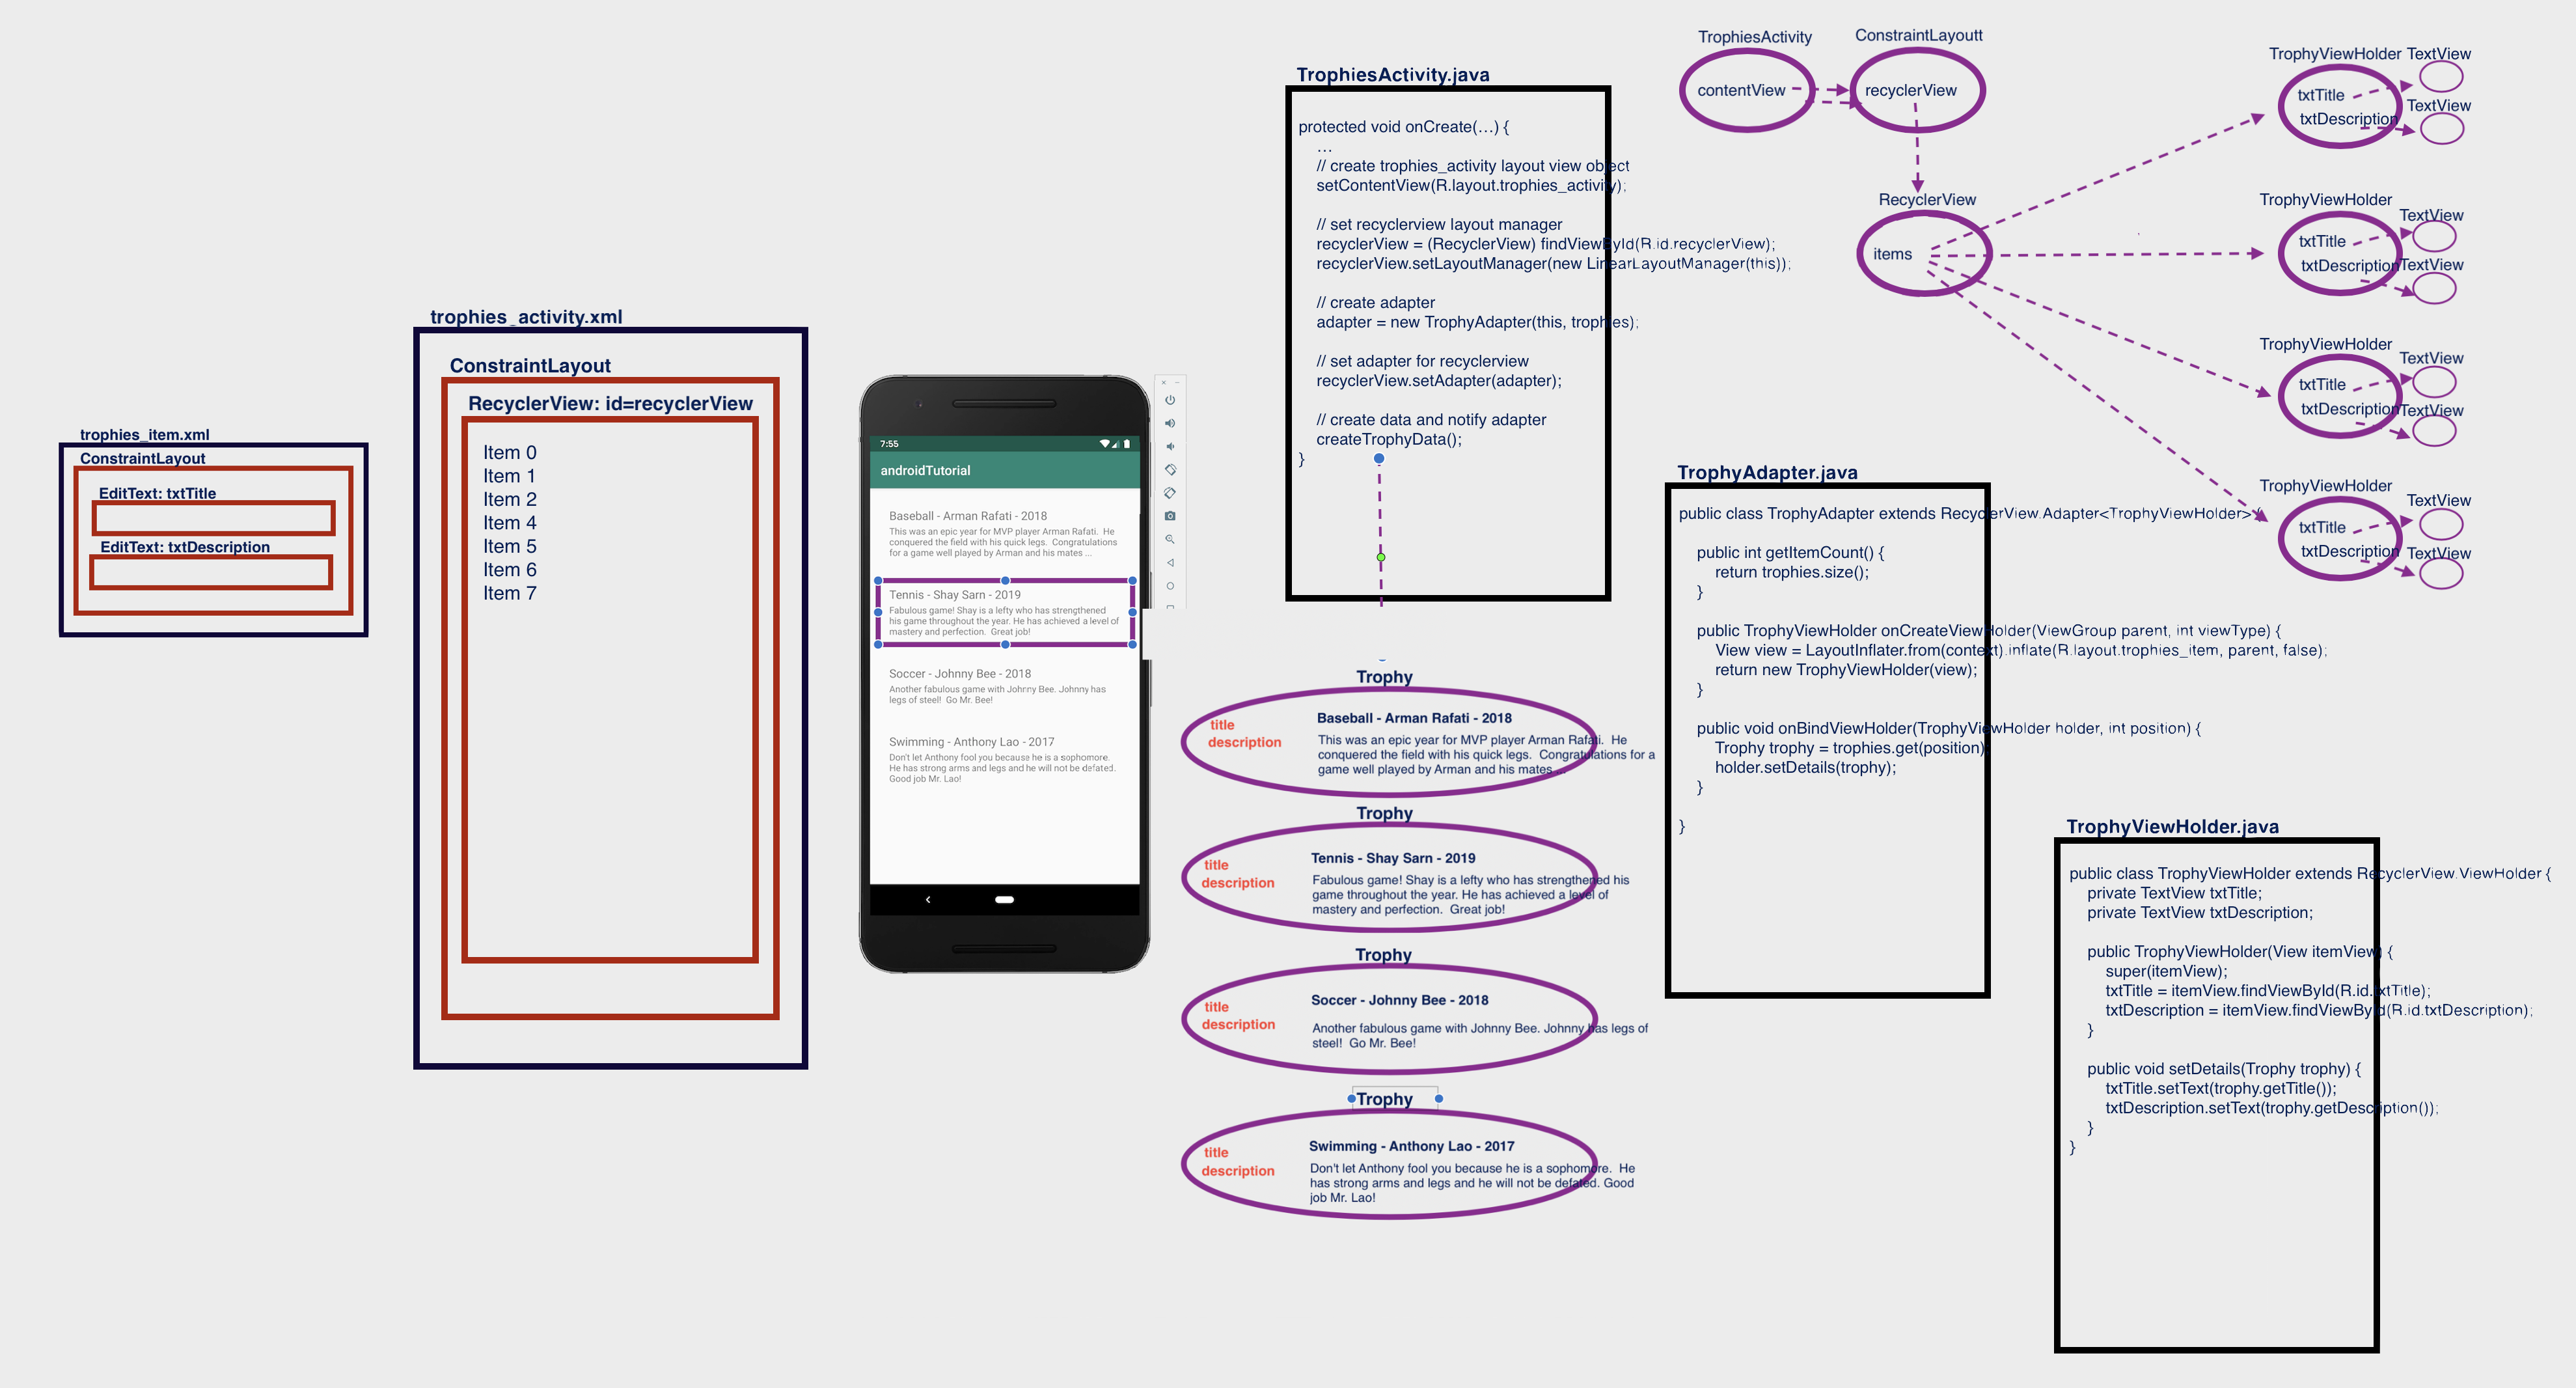 trophies_item.xml
ConstraintLayout
EditText: txtTitle
EditText: txtDescription
trophies_activity.xml
ConstraintLayout
RecyclerView: id=recyclerView
Item 0
Item 1
Item 2
Item 4
Item 5
Item 6
Item 7
7:55
androidTutorial
Baseball - Arman Rafati - 2018
This was an epic year for MVP player Arman Rafati.  He
conquered the field with his quick legs.  Congratulations
for a game well played by Arman and his mates ...
Tennis - Shay Sarn - 2019
Fabulous game! Shay is a lefty who has strengthened
his game throughout the year. He has achieved a level of
mastery and perfection.  Great job!
Soccer - Johnny Bee - 2018
Another fabulous game with Johnny Bee. Johnny has
legs of steel!  Go Mr. Bee!
Swimming - Anthony Lao - 2017
Don't let Anthony fool you because he is a sophomore.
He has strong arms and legs and he will not be defated.
Good job Mr. Lao!
TrophiesActivity.java
protected void onCreate(…) {
…
// create trophies_activity layout view object
setContentView(R.layout.trophies_activity);
// set recyclerview layout manager
recyclerView = (RecyclerView) findViewById(R.id.recyclerView);
recyclerView.setLayoutManager(new LinearLayoutManager(this));
// create adapter
adapter = new TrophyAdapter(this, trophies);
// set adapter for recyclerview
recyclerView.setAdapter(adapter);
// create data and notify adapter
createTrophyData();
}
Trophy
title
description
Baseball - Arman Rafati - 2018
This was an epic year for MVP player Arman Rafati.  He
conquered the field with his quick legs.  Congratulations for a
game well played by Arman and his mates ...
Trophy
title
description
Tennis - Shay Sarn - 2019
Fabulous game! Shay is a lefty who has strengthened his
game throughout the year. He has achieved a level of
mastery and perfection.  Great job!
Trophy
title
description
Soccer - Johnny Bee - 2018
Another fabulous game with Johnny Bee. Johnny has legs of
steel!  Go Mr. Bee!
Trophy
title
description
Swimming - Anthony Lao - 2017
Don't let Anthony fool you because he is a sophomore.  He
has strong arms and legs and he will not be defated. Good
job Mr. Lao!
TrophiesActivity
contentView
ConstraintLayoutt
recyclerView
RecyclerView
items
TrophyViewHolder
txtTitle
txtDescription
TextView
TextView
TrophyViewHolder
txtTitle
txtDescription
TextView
TextView
TrophyViewHolder
txtTitle
txtDescription
TextView
TextView
TrophyViewHolder
txtTitle
txtDescription
TextView
TextView
TrophyAdapter.java
public class TrophyAdapter extends RecyclerView.Adapter<TrophyViewHolder> {
public int getItemCount() {
return trophies.size();
}
public TrophyViewHolder onCreateViewHolder(ViewGroup parent, int viewType) {
View view = LayoutInflater.from(context).inflate(R.layout.trophies_item, parent, false);
return new TrophyViewHolder(view);
}
public void onBindViewHolder(TrophyViewHolder holder, int position) {
Trophy trophy = trophies.get(position)
holder.setDetails(trophy);
}
}
TrophyViewHolder.java
public class TrophyViewHolder extends RecyclerView.ViewHolder {
private TextView txtTitle;
private TextView txtDescription;
public TrophyViewHolder(View itemView) {
super(itemView);
txtTitle = itemView.findViewById(R.id.txtTitle);
txtDescription = itemView.findViewById(R.id.txtDescription);
}
public void setDetails(Trophy trophy) {
txtTitle.setText(trophy.getTitle());
txtDescription.setText(trophy.getDescription());
}
}